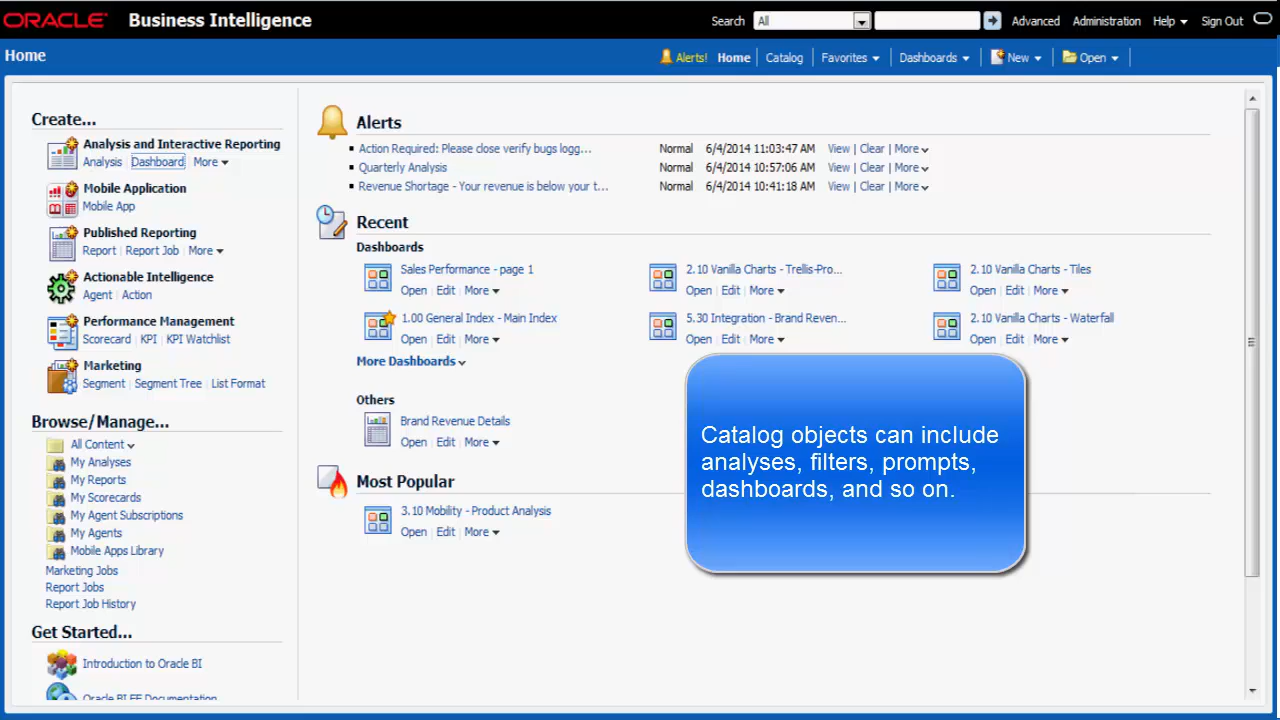 ORACLE Business Intelligence Search All Advanced Administration Help Sign Out
Home Alerts! Home Catalog Favorites Dashboards New Open
Create...
Analysis and Interactive Reporting
Analysis Dashboard More
Mobile Application
Mobile App
Published Reporting
Report Report Job More
Actionable Intelligence
Agent Action
Performance Management
Scorecard KPI KPI Watchlist
Marketing
Segment Segment Tree List Format
Browse/Manage...
All Content
My Analyses
My Reports
My Scorecards
My Agent Subscriptions
My Agents
Mobile Apps Library
Marketing Jobs
Report Jobs
Report Job History
Get Started...
Introduction to Oracle BI
Oracle BI EE Documentation
Alerts
Action Required: Please close verify bugs logg... Normal 6/4/2014 11:03:47 AM View | Clear | More
Quarterly Analysis Normal 6/4/2014 10:57:06 AM View | Clear | More
Revenue Shortage - Your revenue is below your t... Normal 6/4/2014 10:41:18 AM View | Clear | More
Recent
Dashboards
Sales Performance - page 1 2.10 Vanilla Charts - Trellis-Pro... 2.10 Vanilla Charts - Tiles
Open Edit More Open Edit More Open Edit More
1.00 General Index - Main Index 5.30 Integration - Brand Reven... 2.10 Vanilla Charts - Waterfall
Open Edit More Open Edit More Open Edit More
More Dashboards
Others
Brand Revenue Details
Open Edit More
Most Popular
3.10 Mobility - Product Analysis
Open Edit More
Catalog objects can include
analyses, filters, prompts,
dashboards, and so on.